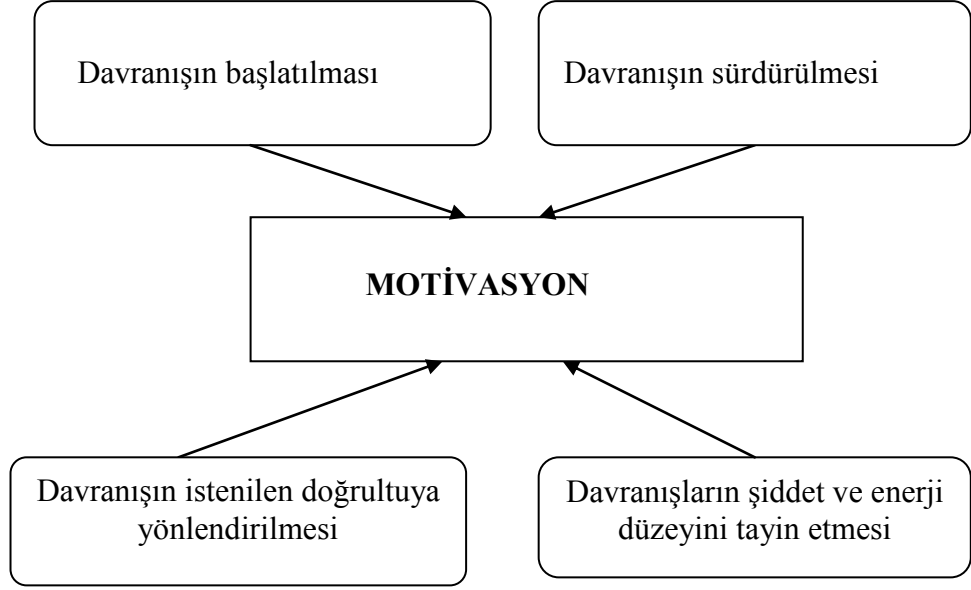 Davranışın başlatılması
Davranışın sürdürülmesi
MOTİVASYON
Davranışın istenilen doğrultuya
yönlendirilmesi
Davranışların şiddet ve enerji
düzeyini tayin etmesi